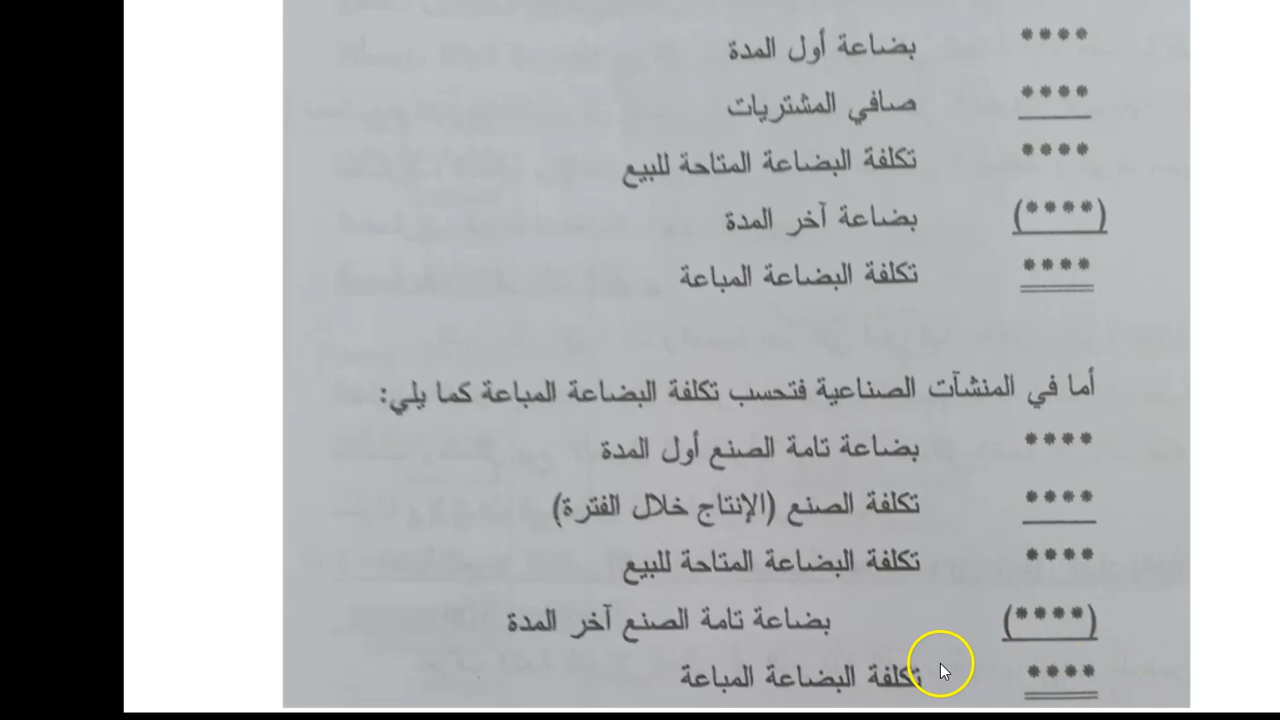 **** بضاعة أول المدة
**** صافي المشتريات
**** تكلفة البضاعة المتاحة للبيع
(****) بضاعة آخر المدة
**** تكلفة البضاعة المباعة
أما في المنشآت الصناعية فتحسب تكلفة البضاعة المباعة كما يلي:
**** بضاعة تامة الصنع أول المدة
**** تكلفة الصنع (الإنتاج خلال الفترة)
**** تكلفة البضاعة المتاحة للبيع
(****) بضاعة تامة الصنع آخر المدة
**** تكلفة البضاعة المباعة